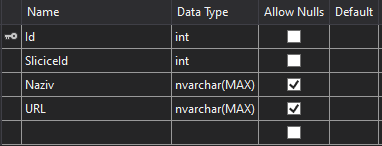 Name Data Type Allow Nulls Default
Id int
SliciceId int
Naziv nvarchar(MAX)
URL nvarchar(MAX)